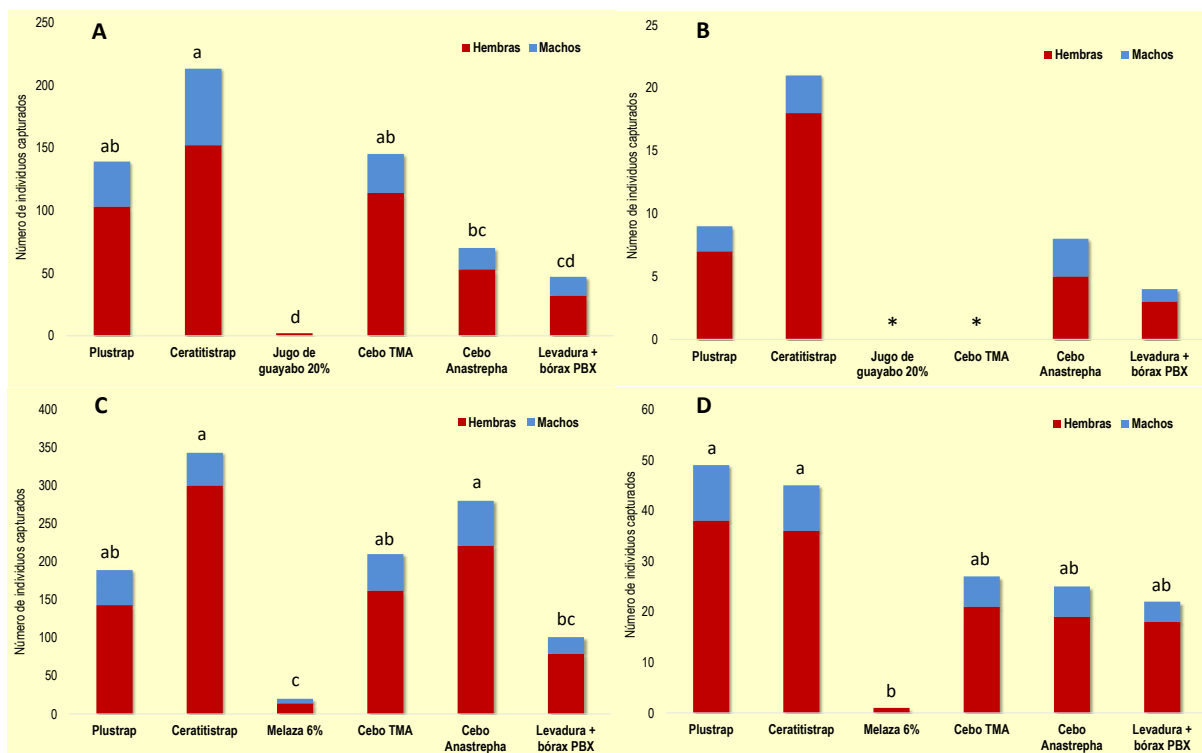 A
Hembras
Machos
Número de individuos capturados
250
200
150
100
50
0
ab
a
d
ab
bc
cd
Plustrap
Ceratitistrap
Jugo de
guayabo 20%
Cebo TMA
Cebo
Anastrepha
Levadura +
bórax PBX
B
Hembras
Machos
Número de individuos capturados
25
20
15
10
5
0
*
*
Plustrap
Ceratitistrap
Jugo de
guayabo 20%
Cebo TMA
Cebo
Anastrepha
Levadura +
bórax PBX
C
Hembras
Machos
Número de individuos capturados
400
350
300
250
200
150
100
50
0
ab
a
c
ab
a
bc
Plustrap
Ceratitistrap
Melaza 6%
Cebo TMA
Cebo
Anastrepha
Levadura +
bórax PBX
D
Hembras
Machos
Número de individuos capturados
60
50
40
30
20
10
0
a
a
b
ab
ab
ab
Plustrap
Ceratitistrap
Melaza 6%
Cebo TMA
Cebo
Anastrepha
Levadura +
bórax PBX